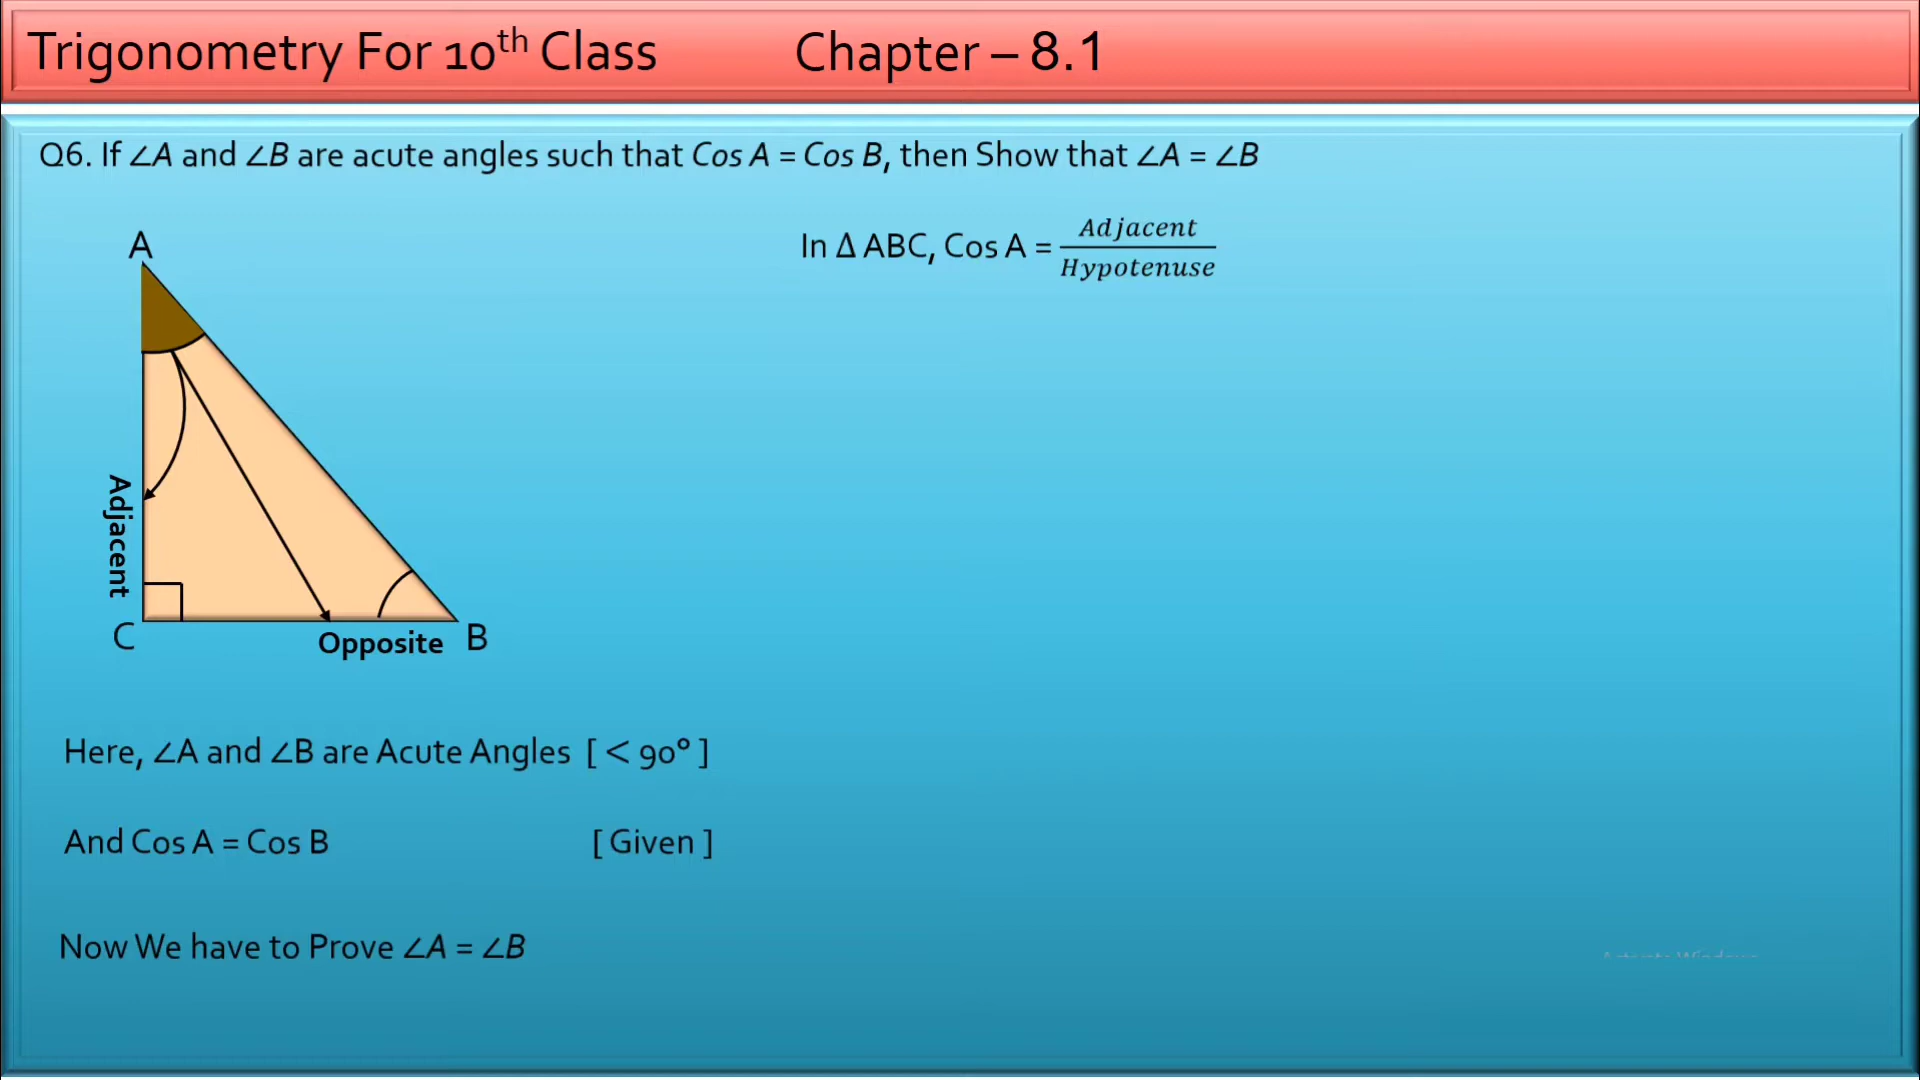 Trigonometry For 10th Class Chapter – 8.1
Q6. If ∠A and ∠B are acute angles such that Cos A = Cos B, then Show that ∠A = ∠B
In Δ ABC, Cos A = Adjacent / Hypotenuse
A
Adjacent
C
Opposite
B
Here, ∠A and ∠B are Acute Angles [ < 90° ]
And Cos A = Cos B [ Given ]
Now We have to Prove ∠A = ∠B